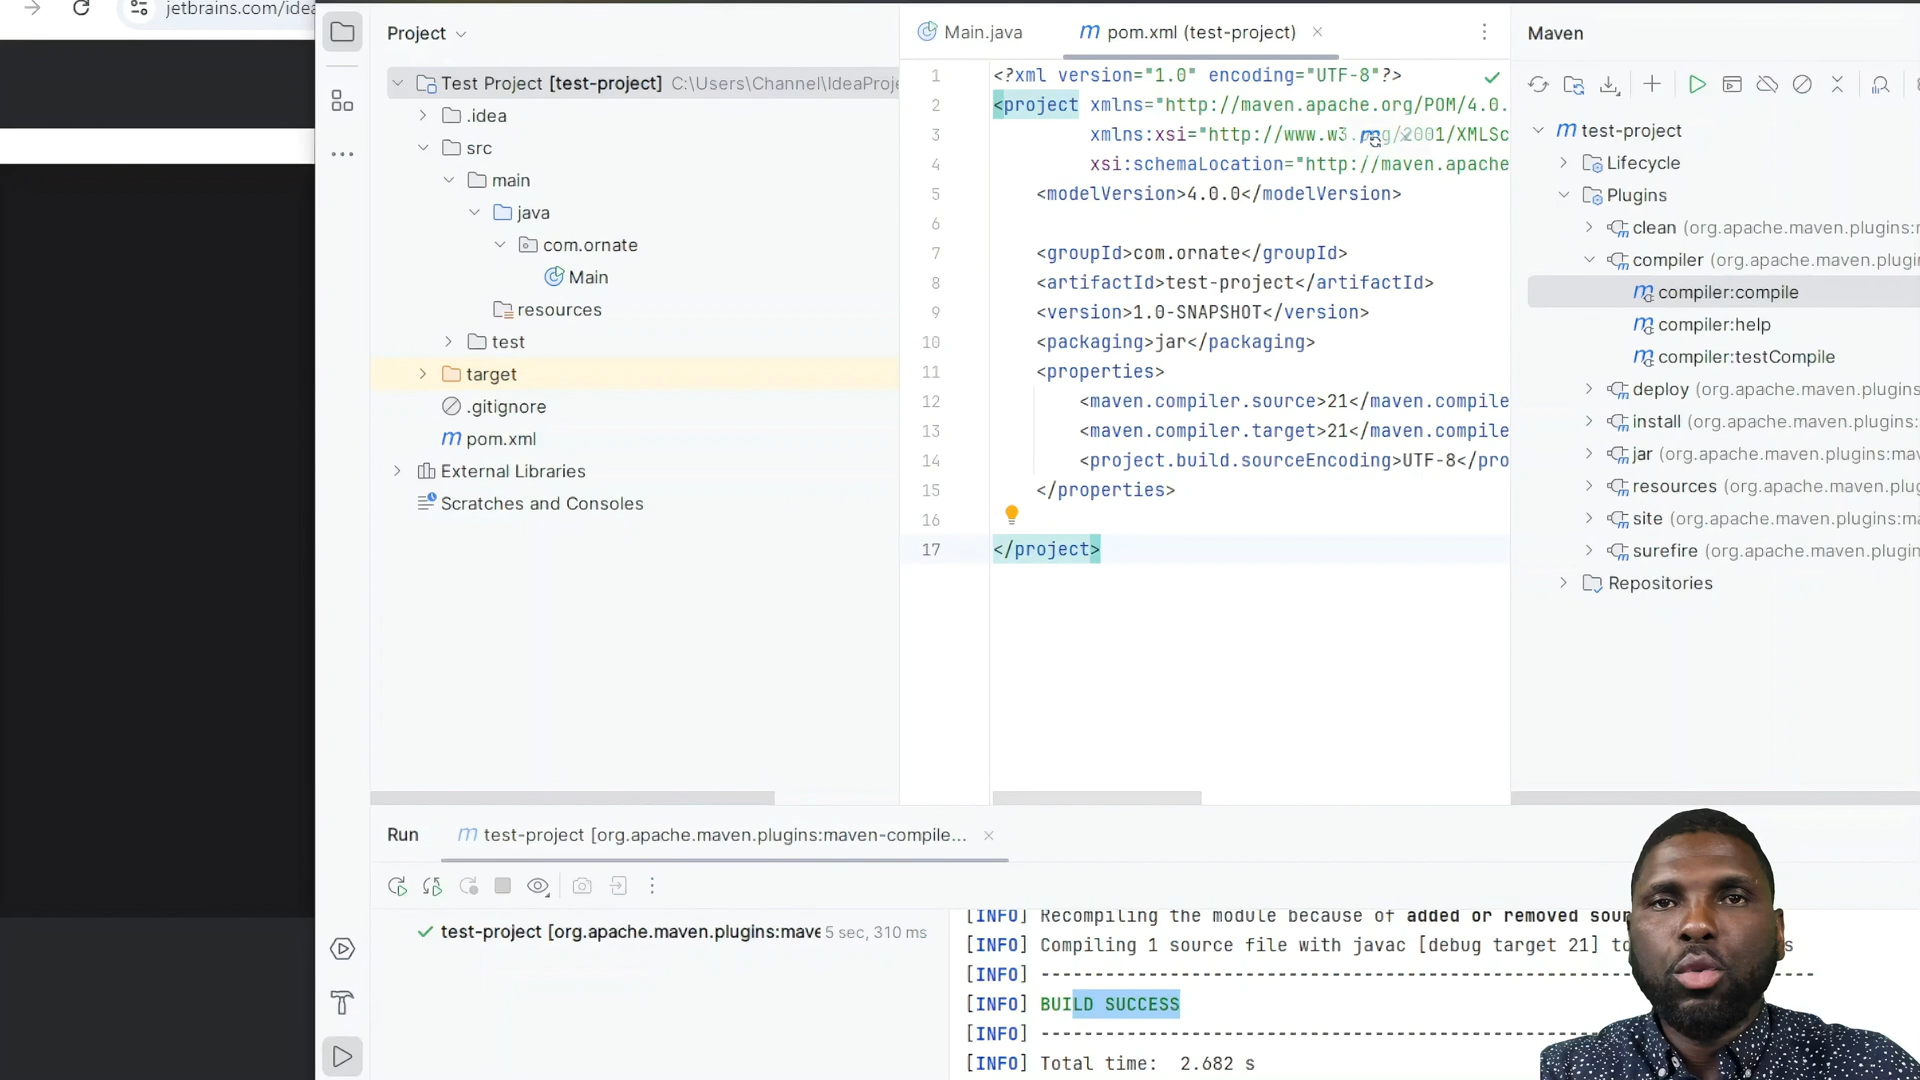 jetbrains.com/idea
Project
Test Project [test-project] C:\Users\Channel\IdeaProje
.idea
src
main
java
com.ornate
Main
resources
test
target
.gitignore
pom.xml
External Libraries
Scratches and Consoles
Main.java
pom.xml (test-project)
1 <?xml version="1.0" encoding="UTF-8"?>
2 <project xmlns="http://maven.apache.org/POM/4.0.
3 xmlns:xsi="http://www.w3.org/2001/XMLSc
4 xsi:schemaLocation="http://maven.apache
5 <modelVersion>4.0.0</modelVersion>
6
7 <groupId>com.ornate</groupId>
8 <artifactId>test-project</artifactId>
9 <version>1.0-SNAPSHOT</version>
10 <packaging>jar</packaging>
11 <properties>
12 <maven.compiler.source>21</maven.compile
13 <maven.compiler.target>21</maven.compile
14 <project.build.sourceEncoding>UTF-8</pro
15 </properties>
16
17 </project>
Maven
test-project
Lifecycle
Plugins
clean (org.apache.maven.plugins:m
compiler (org.apache.maven.plugin
compiler:compile
compiler:help
compiler:testCompile
deploy (org.apache.maven.plugins
install (org.apache.maven.plugins:
jar (org.apache.maven.plugins:mav
resources (org.apache.maven.plug
site (org.apache.maven.plugins:ma
surefire (org.apache.maven.plugin
Repositories
Run
test-project [org.apache.maven.plugins:maven-compile...
test-project [org.apache.maven.plugins:mave 5 sec, 310 ms
[INFO] Recompiling the module because of added or removed sour
[INFO] Compiling 1 source file with javac [debug target 21] to
[INFO] ------------------------------------------------------------------------
[INFO] BUILD SUCCESS
[INFO] ------------------------------------------------------------------------
[INFO] Total time: 2.682 s